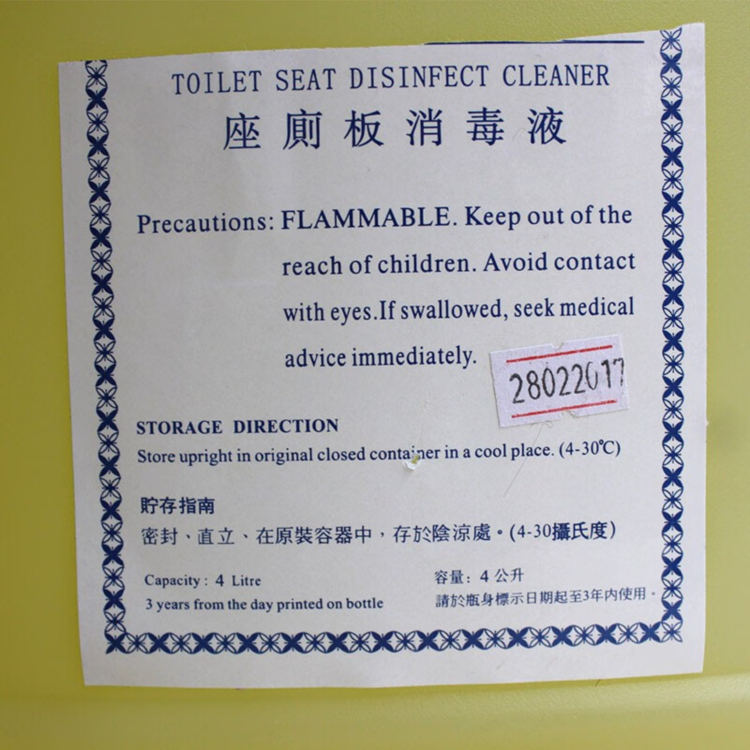 TOILET SEAT DISINFECT CLEANER
座廁板消毒液
Precautions: FLAMMABLE. Keep out of the
reach of children. Avoid contact
with eyes.If swallowed, seek medical
advice immediately.
28022017
STORAGE DIRECTION
Store upright in original closed container in a cool place. (4-30℃)
貯存指南
密封、直立、在原裝容器中，存於陰涼處。(4-30攝氏度)
Capacity : 4 Litre
容量: 4 公升
3 years from the day printed on bottle
請於瓶身標示日期起至3年內使用。